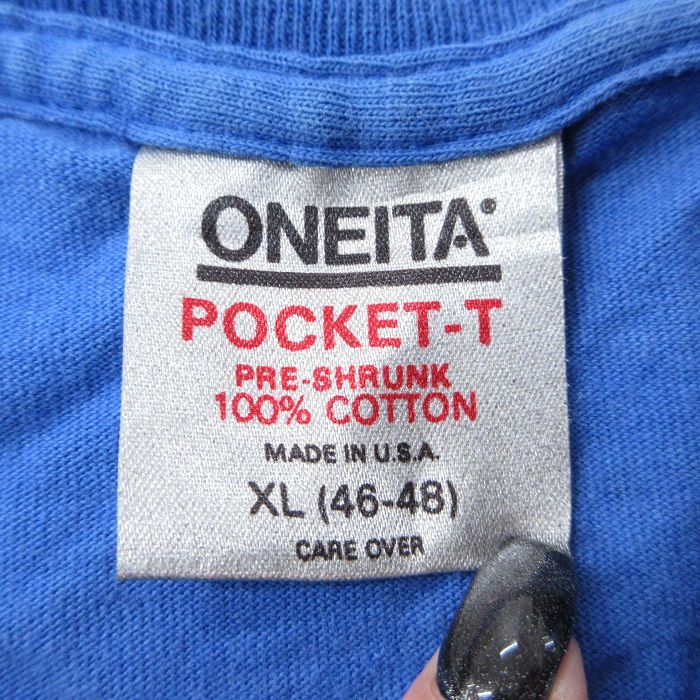 ONEITA®
POCKET-T
PRE-SHRUNK
100% COTTON
MADE IN U.S.A.
XL (46-48)
CARE OVER